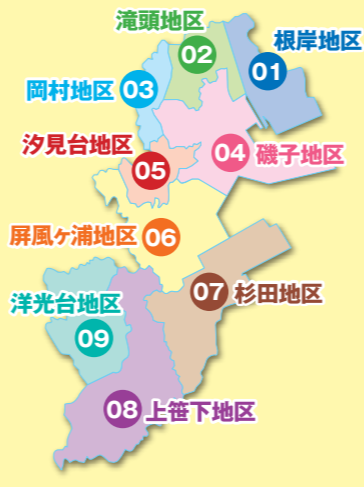 滝頭地区
02
根岸地区
01
岡村地区
03
汐見台地区
05
04
磯子地区
屏風ヶ浦地区
06
07
杉田地区
洋光台地区
09
08
上笹下地区